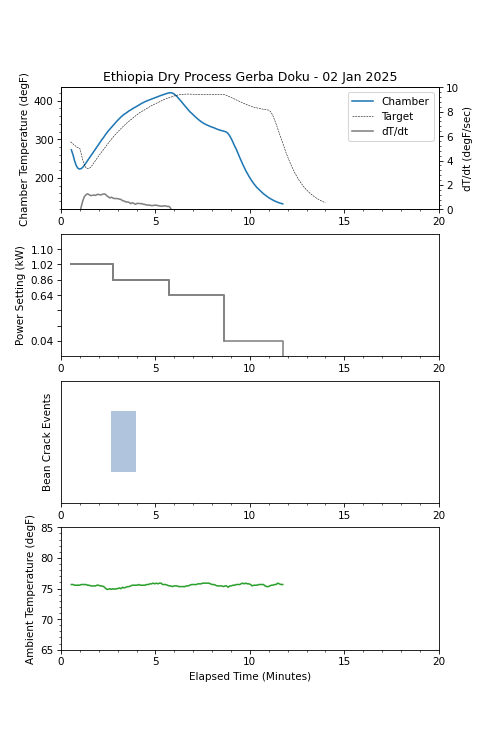 Ethiopia Dry Process Gerba Doku - 02 Jan 2025
Chamber Temperature (degF)
400
300
200
Chamber
Target
dT/dt
10
8
6
4
2
0
dT/dt (degF/sec)
0 5 10 15 20
Power Setting (kW)
1.10
1.02
0.86
0.64
0.04
0 5 10 15 20
Bean Crack Events
0 5 10 15 20
Ambient Temperature (degF)
85
80
75
70
65
0 5 10 15 20
Elapsed Time (Minutes)